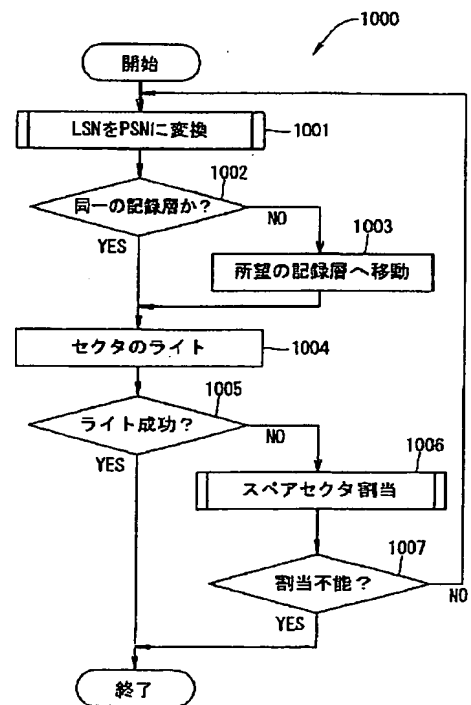 1000
開始
LSNをPSNに変換
1001
1002
同一の記録層か?
NO
YES
1003
所望の記録層へ移動
セクタのライト
1004
1005
ライト成功?
NO
YES
1006
スペアセクタ割当
1007
割当不能?
NO
YES
終了